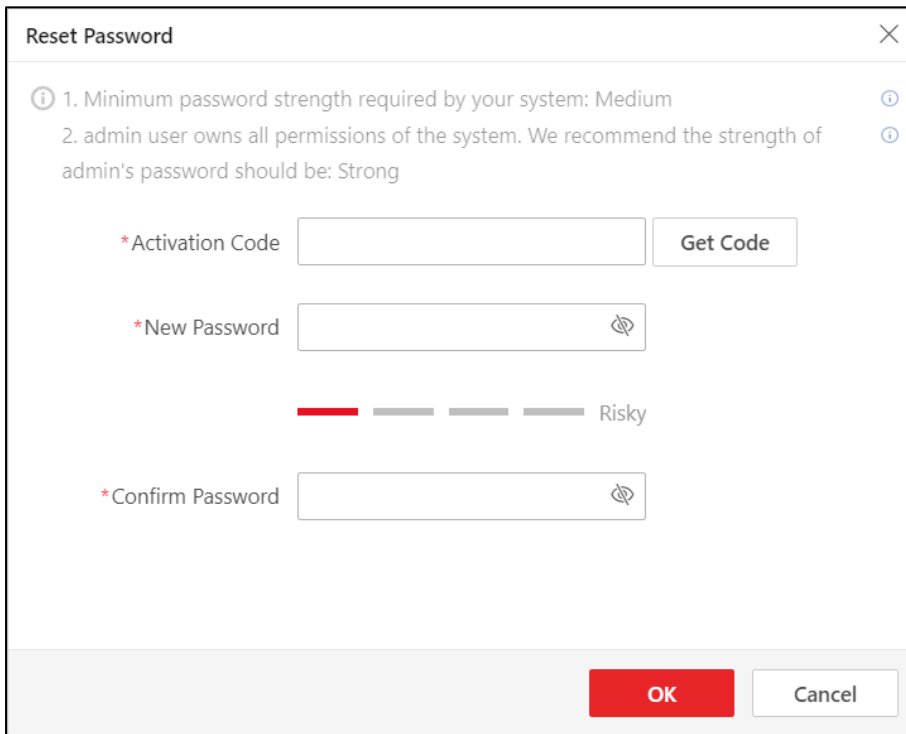 Reset Password
1. Minimum password strength required by your system: Medium
2. admin user owns all permissions of the system. We recommend the strength of
admin's password should be: Strong
*Activation Code
Get Code
*New Password
Risky
*Confirm Password
OK
Cancel